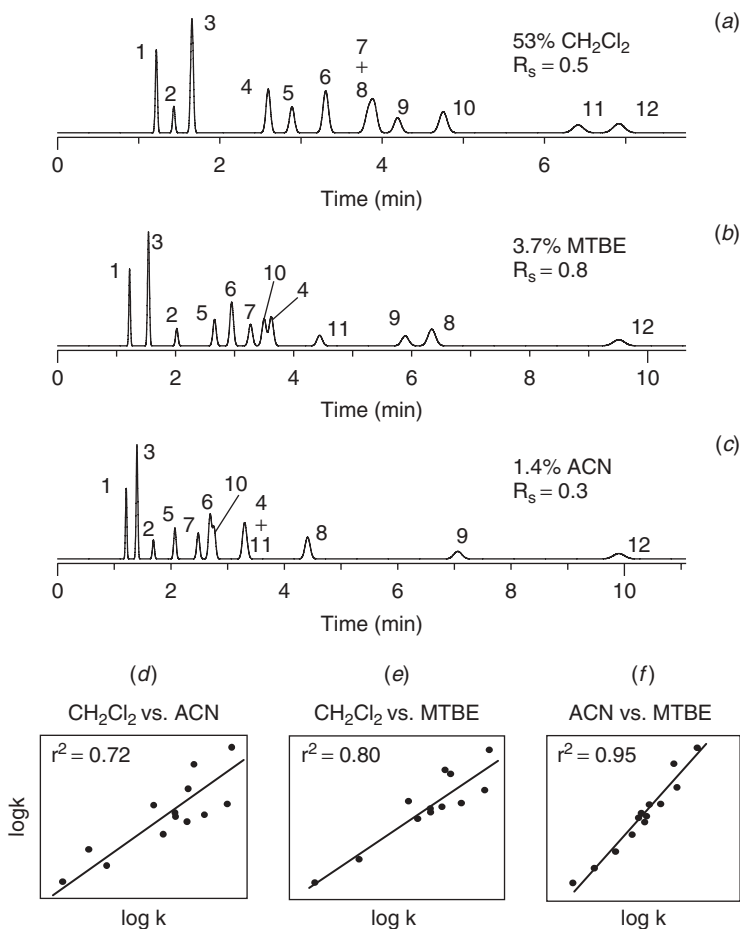 (a)
53% CH₂Cl₂
Rₛ = 0.5
1
2
3
4
5
6
7
+
8
9
10
11
12
0 2 4 6
Time (min)
(b)
3.7% MTBE
Rₛ = 0.8
1
3
2
5
6
7
10
4
11
9
8
12
0 2 4 6 8 10
Time (min)
(c)
1.4% ACN
Rₛ = 0.3
1
3
2
5
7
6
10
4
+
11
8
9
12
0 2 4 6 8 10
Time (min)
(d)
CH₂Cl₂ vs. ACN
r² = 0.72
logk
log k
(e)
CH₂Cl₂ vs. MTBE
r² = 0.80
log k
(f)
ACN vs. MTBE
r² = 0.95
log k